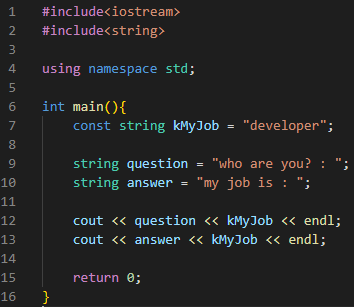 1 #include<iostream>
2 #include<string>
3
4 using namespace std;
5
6 int main(){
7     const string kMyJob = "developer";
8
9     string question = "who are you? : ";
10     string answer = "my job is : ";
11
12     cout << question << kMyJob << endl;
13     cout << answer << kMyJob << endl;
14
15     return 0;
16 }